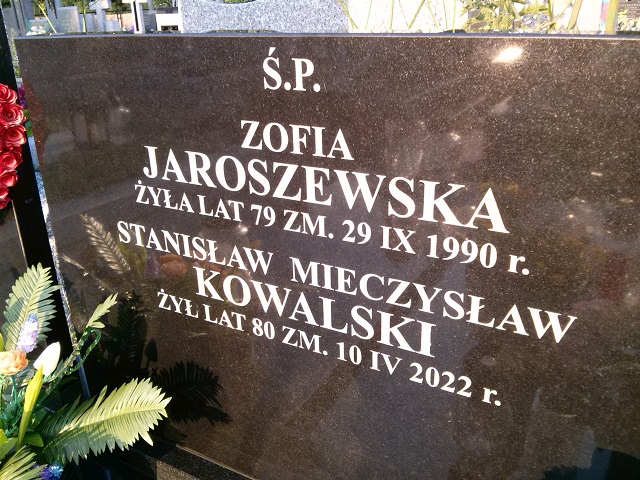 Ś.P.
ZOFIA
JAROSZEWSKA
ŻYŁA LAT 79 ZM. 29 IX 1990 r.
STANISŁAW MIECZYSŁAW
KOWALSKI
ŻYŁ LAT 80 ZM. 10 IV 2022 r.